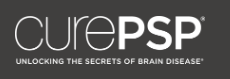 curePSP®
UNLOCKING THE SECRETS OF BRAIN DISEASE®